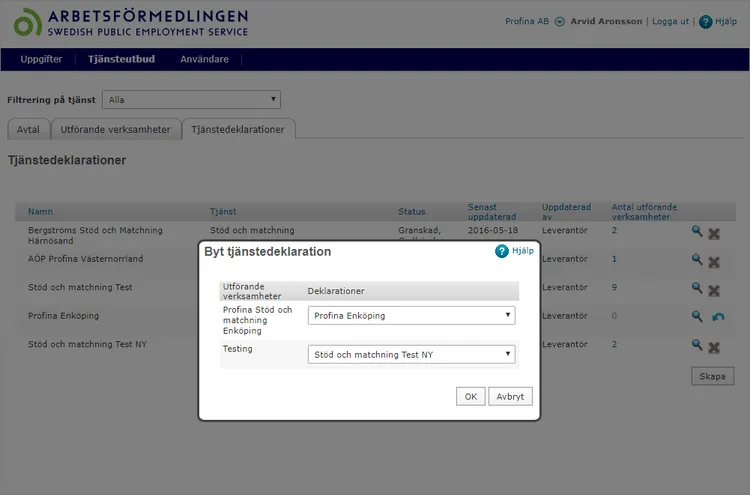 ARBETSFÖRMEDLINGEN
SWEDISH PUBLIC EMPLOYMENT SERVICE
Profina AB Arvid Aronsson | Logga ut | ? Hjälp
Uppgifter Tjänsteutbud Användare
Filtrering på tjänst Alla
Avtal Utförande verksamheter Tjänstedeklarationer
Tjänstedeklarationer
Namn Tjänst Status Senast uppdaterad Uppdaterad av Antal utförande verksamheter
Bergströms Stöd och Matchning Härnösand Stöd och matchning Granskad, 2016-05-18 Leverantör 2
AÖP Profina Västernorrland Leverantör 1
Stöd och matchning Test Leverantör 9
Profina Enköping Leverantör 0
Stöd och matchning Test NY Leverantör 2
Skapa
Byt tjänstedeklaration ? Hjälp
Utförande verksamheter Deklarationer
Profina Stöd och matchning Enköping Profina Enköping
Testing Stöd och matchning Test NY
OK Avbryt